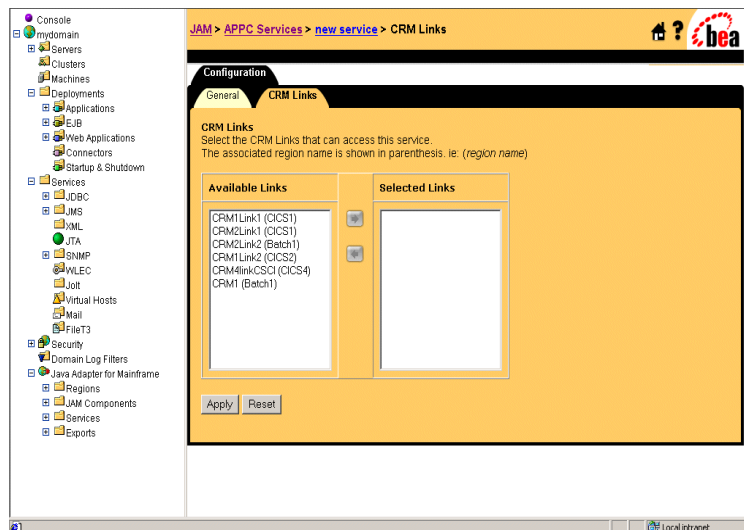 Console
mydomain
Servers
Clusters
Machines
Deployments
Applications
EJB
Web Applications
Connectors
Startup & Shutdown
Services
JDBC
JMS
XML
JTA
SNMP
WLEC
Jolt
Virtual Hosts
Mail
FileT3
Security
Domain Log Filters
Java Adapter for Mainframe
Regions
JAM Components
Services
Exports
JAM > APPC Services > new service > CRM Links
? bea
Configuration
General CRM Links
CRM Links
Select the CRM Links that can access this service.
The associated region name is shown in parenthesis. ie: (region name)
Available Links Selected Links
CRM1Link1 (CICS1)
CRM2Link1 (CICS1)
CRM2Link2 (Batch1)
CRM1Link2 (CICS2)
CRM4linkCSCI (CICS4)
CRM1 (Batch1)
Apply Reset
Local intranet